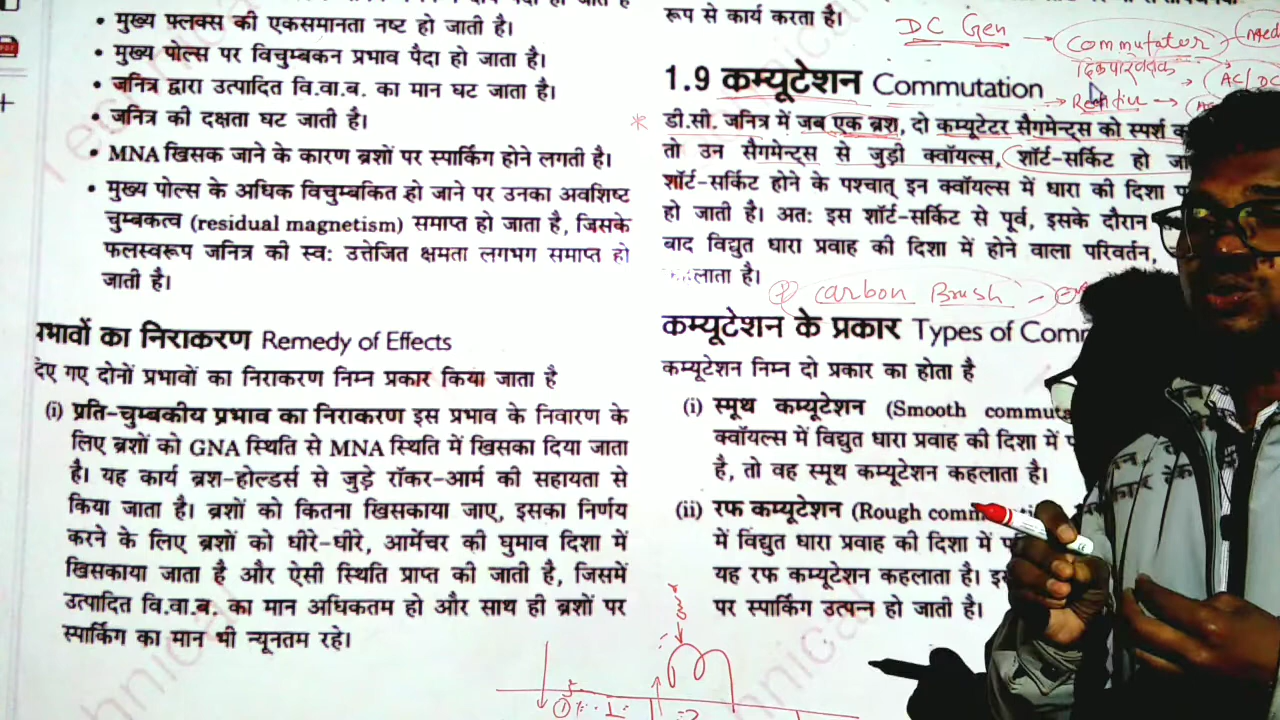 • मुख्य फ्लक्स की एकसमानता नष्ट हो जाती है।
• मुख्य पोल्स पर विचुम्बकन प्रभाव पैदा हो जाता है।
• जनित्र द्वारा उत्पादित वि.वा.ब. का मान घट जाता है।
• जनित्र की दक्षता घट जाती है।
• MNA खिसक जाने के कारण ब्रशों पर स्पार्किंग होने लगती है।
• मुख्य पोल्स के अधिक विचुम्बकित हो जाने पर उनका अवशिष्ट
चुम्बकत्व (residual magnetism) समाप्त हो जाता है, जिसके
फलस्वरूप जनित्र की स्व: उत्तेजित क्षमता लगभग समाप्त हो
जाती है।
भावों का निराकरण Remedy of Effects
दिए गए दोनों प्रभावों का निराकरण निम्न प्रकार किया जाता है
(i) प्रति-चुम्बकीय प्रभाव का निराकरण इस प्रभाव के निवारण के
लिए ब्रशों को GNA स्थिति से MNA स्थिति में खिसका दिया जाता
है। यह कार्य ब्रश-होल्डर्स से जुड़े रॉकर-आर्म की सहायता से
किया जाता है। ब्रशों को कितना खिसकाया जाए, इसका निर्णय
करने के लिए ब्रशों को धीरे-धीरे, आर्मेचर की घुमाव दिशा में
खिसकाया जाता है और ऐसी स्थिति प्राप्त की जाती है, जिसमें
उत्पादित वि.वा.ब. का मान अधिकतम हो और साथ ही ब्रशों पर
स्पार्किंग का मान भी न्यूनतम रहे।
रूप से कार्य करता है।
DC Gen → Commutator
AC/DC
1.9 कम्यूटेशन Commutation
डी.सी. जनित्र में जब एक ब्रश, दो कम्यूटेटर सैगमेन्ट्स को स्पर्श
तो उन सैगमेन्ट्स से जुड़ी क्वॉयल्स, शॉर्ट-सर्किट हो
शॉर्ट-सर्किट होने के पश्चात् इन क्वॉयल्स में धारा की दिशा
हो जाती है। अत: इस शॉर्ट-सर्किट से पूर्व, इसके दौरान
बाद विद्युत धारा प्रवाह की दिशा में होने वाला परिवर्तन,
है।
Carbon Brush
कम्यूटेशन के प्रकार Types of Comm
कम्यूटेशन निम्न दो प्रकार का होता है
(i) स्मूथ कम्यूटेशन (Smooth commuta
क्वॉयल्स में विद्युत धारा प्रवाह की दिशा में
है, तो वह स्मूथ कम्यूटेशन कहलाता है।
(ii) रफ कम्यूटेशन (Rough comm
में विद्युत धारा प्रवाह की दिशा में
यह रफ कम्यूटेशन कहलाता है।
पर स्पार्किंग उत्पन्न हो जाती है।